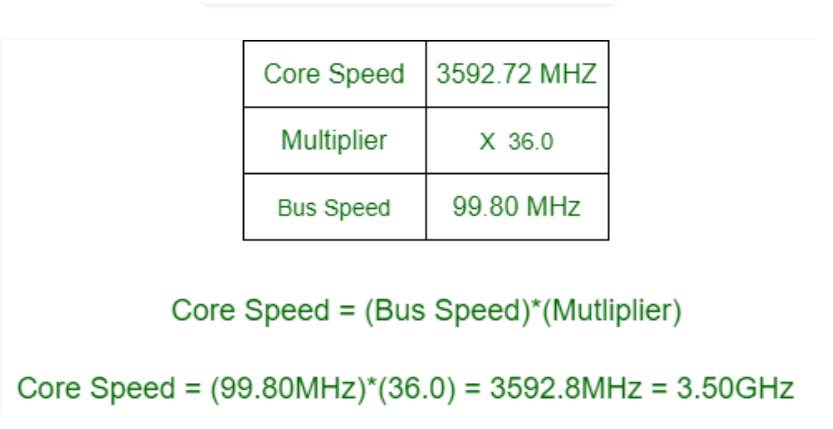 Core Speed 3592.72 MHZ
Multiplier X 36.0
Bus Speed 99.80 MHz
Core Speed = (Bus Speed)*(Mutliplier)
Core Speed = (99.80MHz)*(36.0) = 3592.8MHz = 3.50GHz